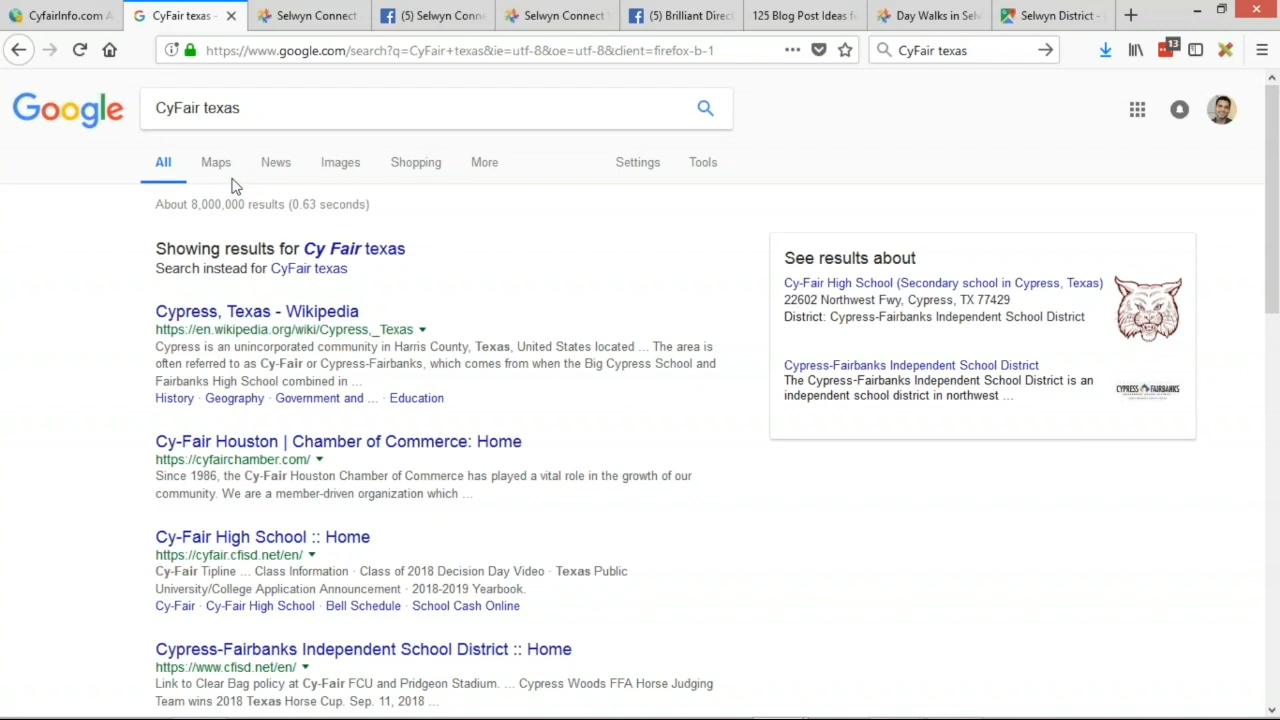 CyfairInfo.com A
CyFair texas -
Selwyn Connect
(5) Selwyn Conne
Selwyn Connect
(5) Brilliant Direc
125 Blog Post Ideas f
Day Walks in Sel
Selwyn District -
https://www.google.com/search?q=CyFair+texas&ie=utf-8&oe=utf-8&client=firefox-b-1
CyFair texas
13
Google
CyFair texas
All
Maps
News
Images
Shopping
More
Settings
Tools
About 8,000,000 results (0.63 seconds)
Showing results for Cy Fair texas
Search instead for CyFair texas
Cypress, Texas - Wikipedia
https://en.wikipedia.org/wiki/Cypress,_Texas
Cypress is an unincorporated community in Harris County, Texas, United States located ... The area is
often referred to as Cy-Fair or Cypress-Fairbanks, which comes from when the Big Cypress School and
Fairbanks High School combined in ...
History · Geography · Government and ... · Education
Cy-Fair Houston | Chamber of Commerce: Home
https://cyfairchamber.com/
Since 1986, the Cy-Fair Houston Chamber of Commerce has played a vital role in the growth of our
community. We are a member-driven organization which ...
Cy-Fair High School :: Home
https://cyfair.cfisd.net/en/
Cy-Fair Tipline ... Class Information · Class of 2018 Decision Day Video · Texas Public
University/College Application Announcement · 2018-2019 Yearbook.
Cy-Fair · Cy-Fair High School · Bell Schedule · School Cash Online
Cypress-Fairbanks Independent School District :: Home
https://www.cfisd.net/en/
Link to Clear Bag policy at Cy-Fair FCU and Pridgeon Stadium. ... Cypress Woods FFA Horse Judging
Team wins 2018 Texas Horse Cup. Sep. 11, 2018 ...
See results about
Cy-Fair High School (Secondary school in Cypress, Texas)
22602 Northwest Fwy, Cypress, TX 77429
District: Cypress-Fairbanks Independent School District
Cypress-Fairbanks Independent School District
The Cypress-Fairbanks Independent School District is an
independent school district in northwest ...
CYPRESS FAIRBANKS